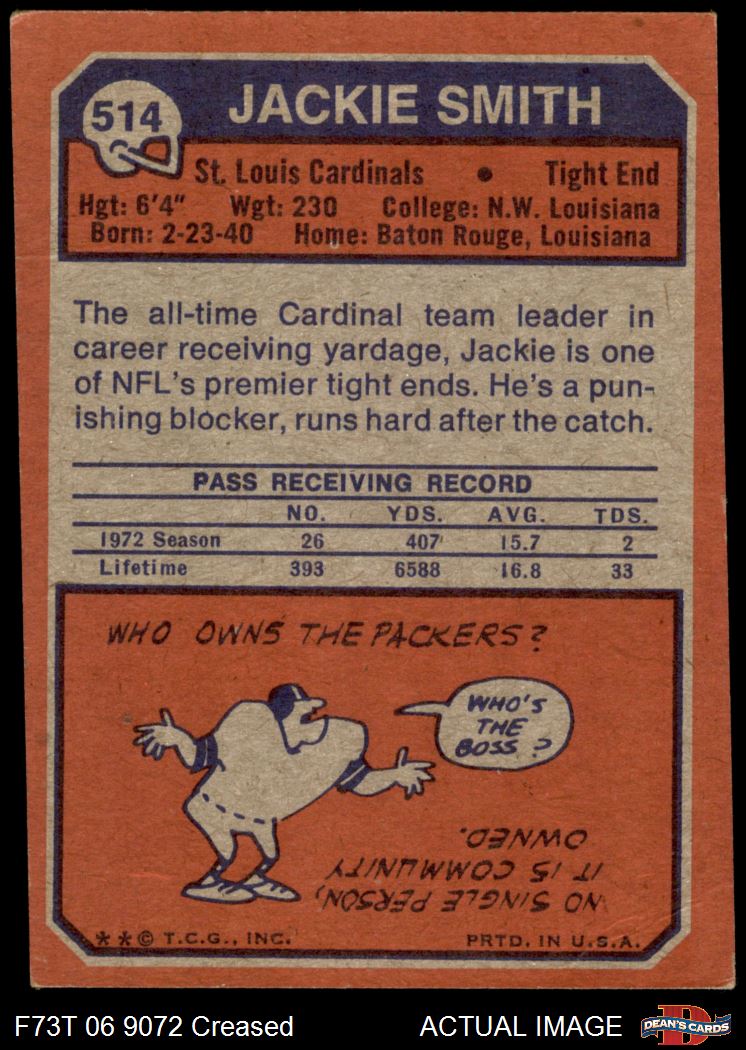 514
JACKIE SMITH
St. Louis Cardinals • Tight End
Hgt: 6'4" Wgt: 230 College: N.W. Louisiana
Born: 2-23-40 Home: Baton Rouge, Louisiana
The all-time Cardinal team leader in
career receiving yardage, Jackie is one
of NFL's premier tight ends. He's a pun-
ishing blocker, runs hard after the catch.
PASS RECEIVING RECORD
NO. YDS. AVG. TDS.
1972 Season 26 407 15.7 2
Lifetime 393 6588 16.8 33
WHO OWNS THE PACKERS?
WHO'S
THE
BOSS?
NO SINGLE PERSON,
IT IS COMMUNITY
OWNED.
**© T.C.G., INC. PRTD. IN U.S.A.
F73T 06 9072 Creased ACTUAL IMAGE
DEAN'S CARDS